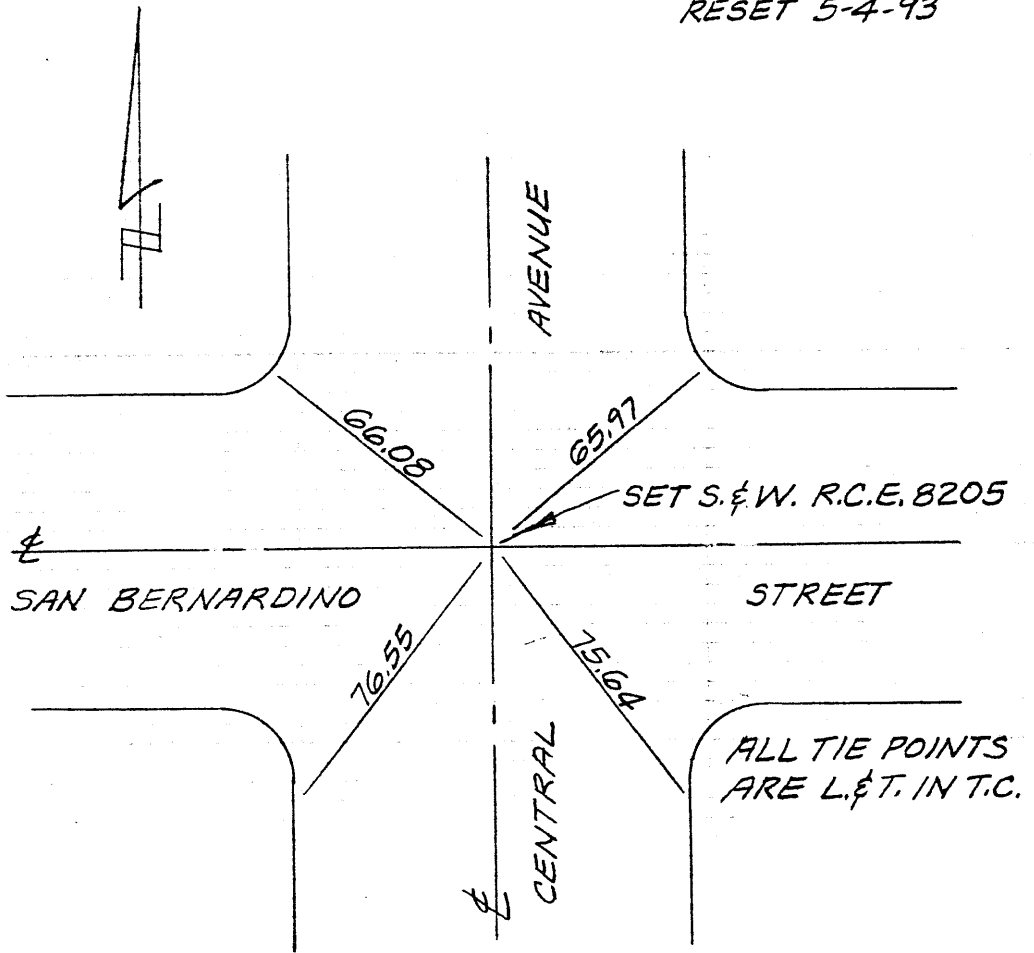 RESET 5-4-93
AVENUE
66.08
65.97
SET S.&W. R.C.E. 8205
℄
SAN BERNARDINO
STREET
76.55
75.64
CENTRAL
ALL TIE POINTS
ARE L.&T. IN T.C.
℄